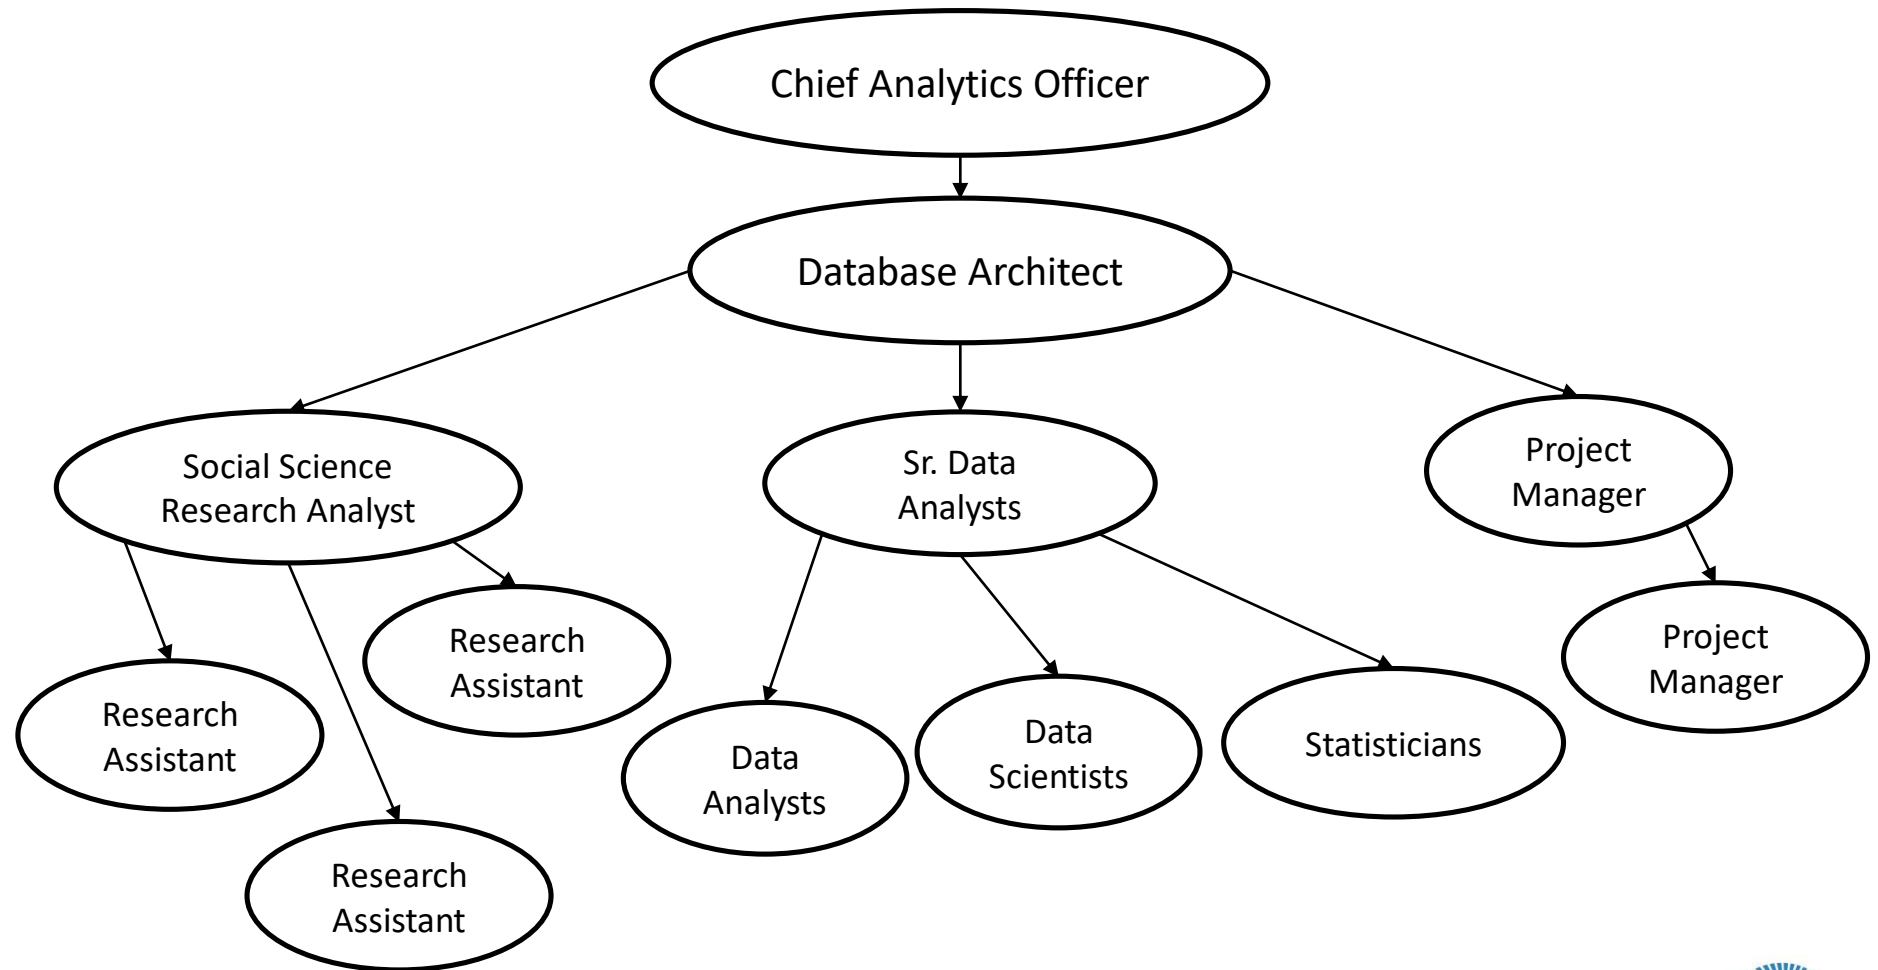 Chief Analytics Officer
Database Architect
Social Science
Research Analyst
Sr. Data
Analysts
Project
Manager
Research
Assistant
Research
Assistant
Research
Assistant
Data
Analysts
Data
Scientists
Statisticians
Project
Manager